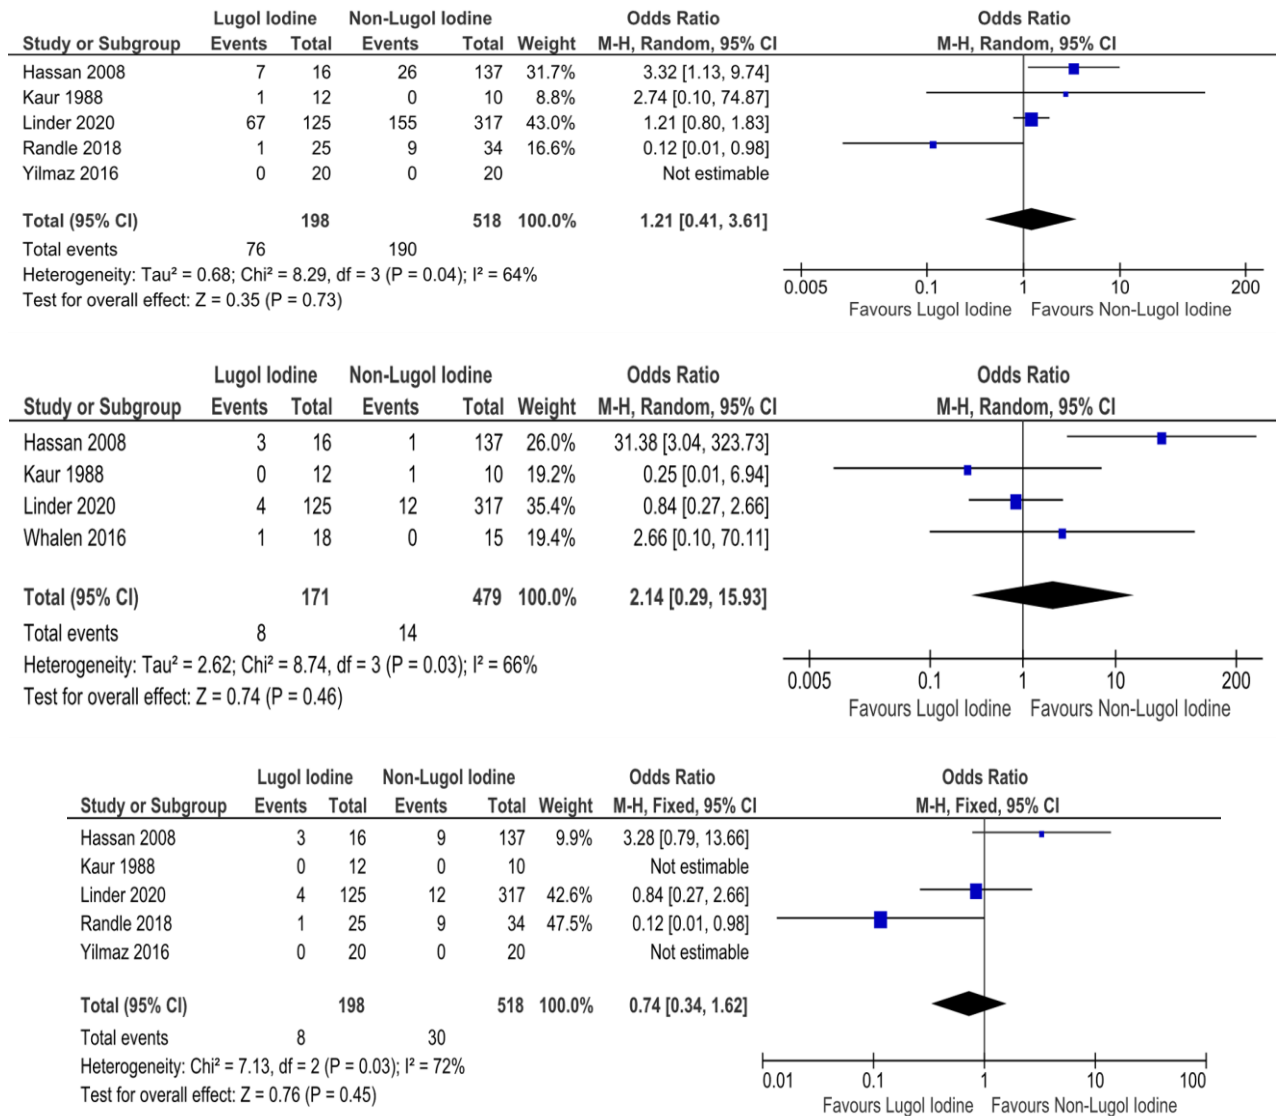 Lugol Iodine Non-Lugol Iodine Odds Ratio Odds Ratio
Study or Subgroup Events Total Events Total Weight M-H, Random, 95% CI M-H, Random, 95% CI
Hassan 2008 7 16 26 137 31.7% 3.32 [1.13, 9.74]
Kaur 1988 1 12 0 10 8.8% 2.74 [0.10, 74.87]
Linder 2020 67 125 155 317 43.0% 1.21 [0.80, 1.83]
Randle 2018 1 25 9 34 16.6% 0.12 [0.01, 0.98]
Yilmaz 2016 0 20 0 20 Not estimable
Total (95% CI) 198 518 100.0% 1.21 [0.41, 3.61]
Total events 76 190
Heterogeneity: Tau² = 0.68; Chi² = 8.29, df = 3 (P = 0.04); I² = 64%
Test for overall effect: Z = 0.35 (P = 0.73)
0.005 0.1 1 10 200
Favours Lugol Iodine Favours Non-Lugol Iodine
Lugol Iodine Non-Lugol Iodine Odds Ratio Odds Ratio
Study or Subgroup Events Total Events Total Weight M-H, Random, 95% CI M-H, Random, 95% CI
Hassan 2008 3 16 1 137 26.0% 31.38 [3.04, 323.73]
Kaur 1988 0 12 1 10 19.2% 0.25 [0.01, 6.94]
Linder 2020 4 125 12 317 35.4% 0.84 [0.27, 2.66]
Whalen 2016 1 18 0 15 19.4% 2.66 [0.10, 70.11]
Total (95% CI) 171 479 100.0% 2.14 [0.29, 15.93]
Total events 8 14
Heterogeneity: Tau² = 2.62; Chi² = 8.74, df = 3 (P = 0.03); I² = 66%
Test for overall effect: Z = 0.74 (P = 0.46)
0.005 0.1 1 10 200
Favours Lugol Iodine Favours Non-Lugol Iodine
Lugol Iodine Non-Lugol Iodine Odds Ratio Odds Ratio
Study or Subgroup Events Total Events Total Weight M-H, Fixed, 95% CI M-H, Fixed, 95% CI
Hassan 2008 3 16 9 137 9.9% 3.28 [0.79, 13.66]
Kaur 1988 0 12 0 10 Not estimable
Linder 2020 4 125 12 317 42.6% 0.84 [0.27, 2.66]
Randle 2018 1 25 9 34 47.5% 0.12 [0.01, 0.98]
Yilmaz 2016 0 20 0 20 Not estimable
Total (95% CI) 198 518 100.0% 0.74 [0.34, 1.62]
Total events 8 30
Heterogeneity: Chi² = 7.13, df = 2 (P = 0.03); I² = 72%
Test for overall effect: Z = 0.76 (P = 0.45)
0.01 0.1 1 10 100
Favours Lugol Iodine Favours Non-Lugol Iodine